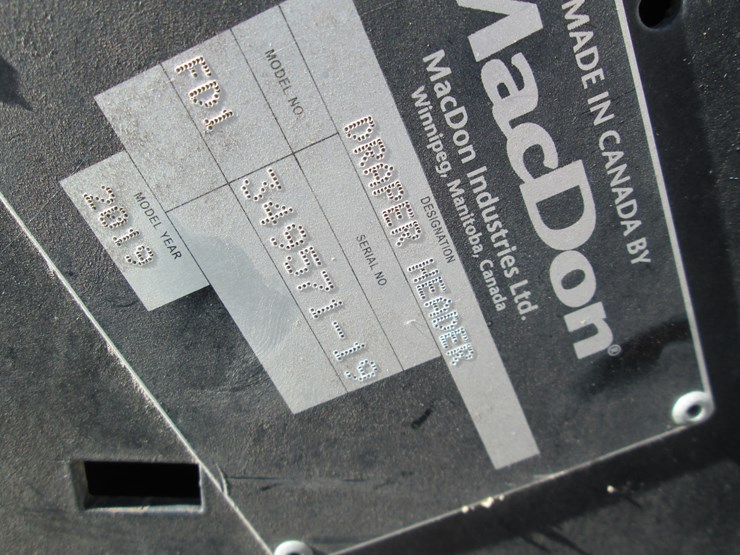 MADE IN CANADA BY
MacDon®
MacDon Industries Ltd.
Winnipeg, Manitoba, Canada
DESIGNATION
DRAPER HEADER
MODEL NO.
SERIAL NO
FD1
349571-19
MODEL YEAR
2019